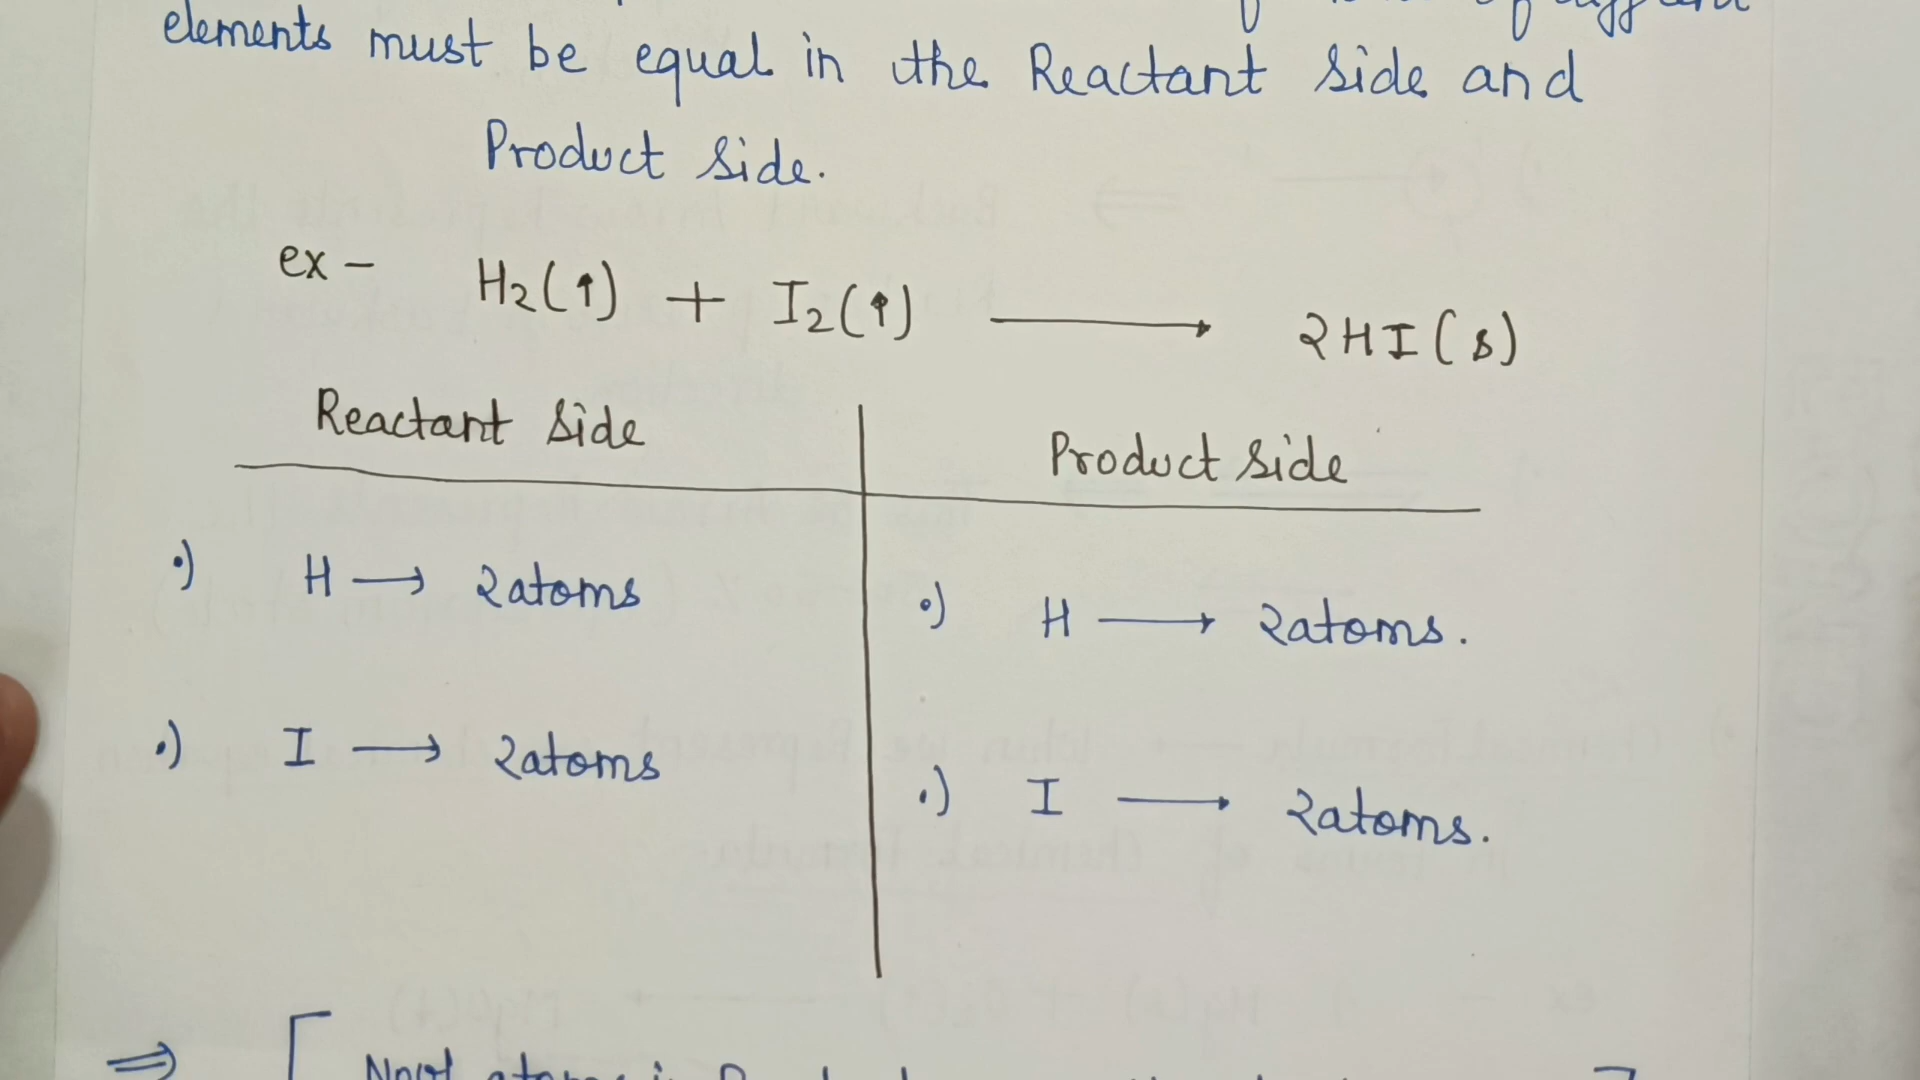 elements must be equal in the Reactant side and
Product side.
ex - H2(↑) + I2(↑) ⟶ 2HI(s)
Reactant side
Product side
•) H ⟶ 2atoms
•) H ⟶ 2atoms.
•) I ⟶ 2atoms
•) I ⟶ 2atoms.
⇒ [